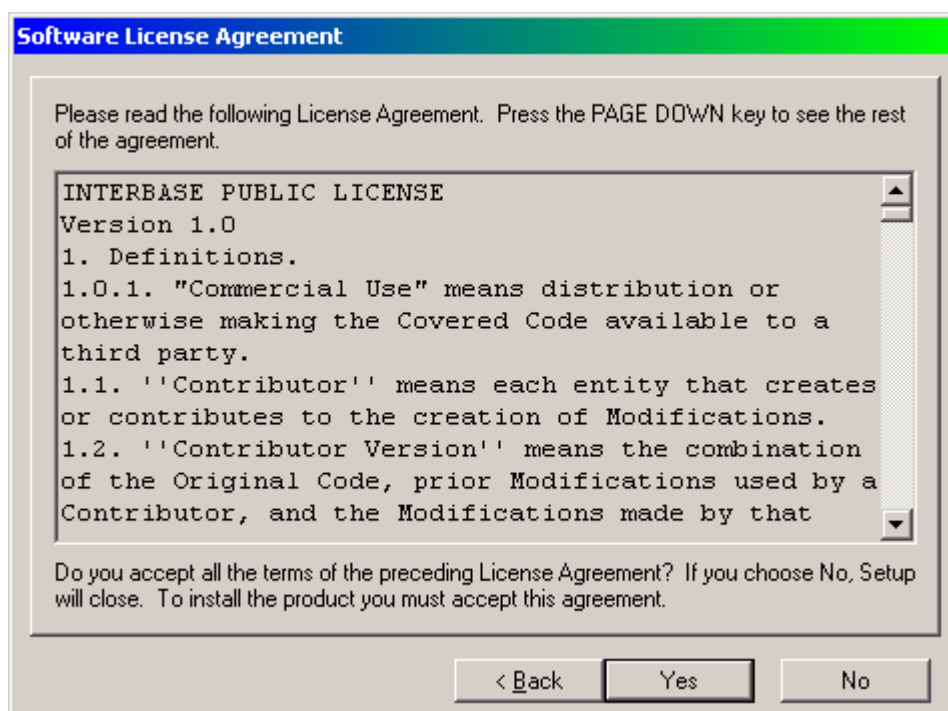 Software License Agreement
Please read the following License Agreement.  Press the PAGE DOWN key to see the rest
of the agreement.
INTERBASE PUBLIC LICENSE
Version 1.0
1. Definitions.
1.0.1. "Commercial Use" means distribution or
otherwise making the Covered Code available to a
third party.
1.1. ''Contributor'' means each entity that creates
or contributes to the creation of Modifications.
1.2. ''Contributor Version'' means the combination
of the Original Code, prior Modifications used by a
Contributor, and the Modifications made by that
Do you accept all the terms of the preceding License Agreement?  If you choose No, Setup
will close.  To install the product you must accept this agreement.
< Back
Yes
No